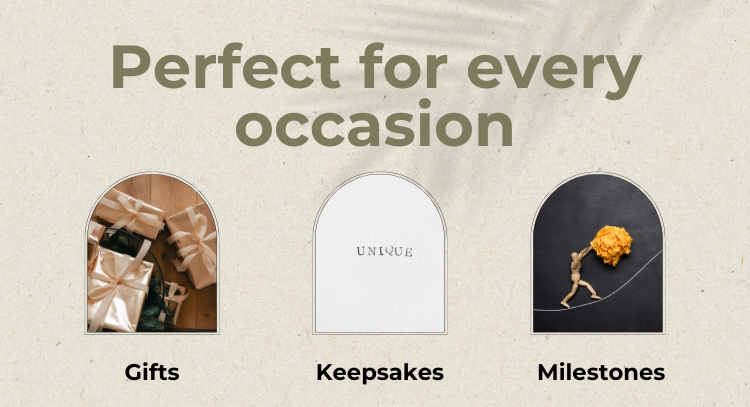 Perfect for every
occasion
UNIQUE
Gifts
Keepsakes
Milestones